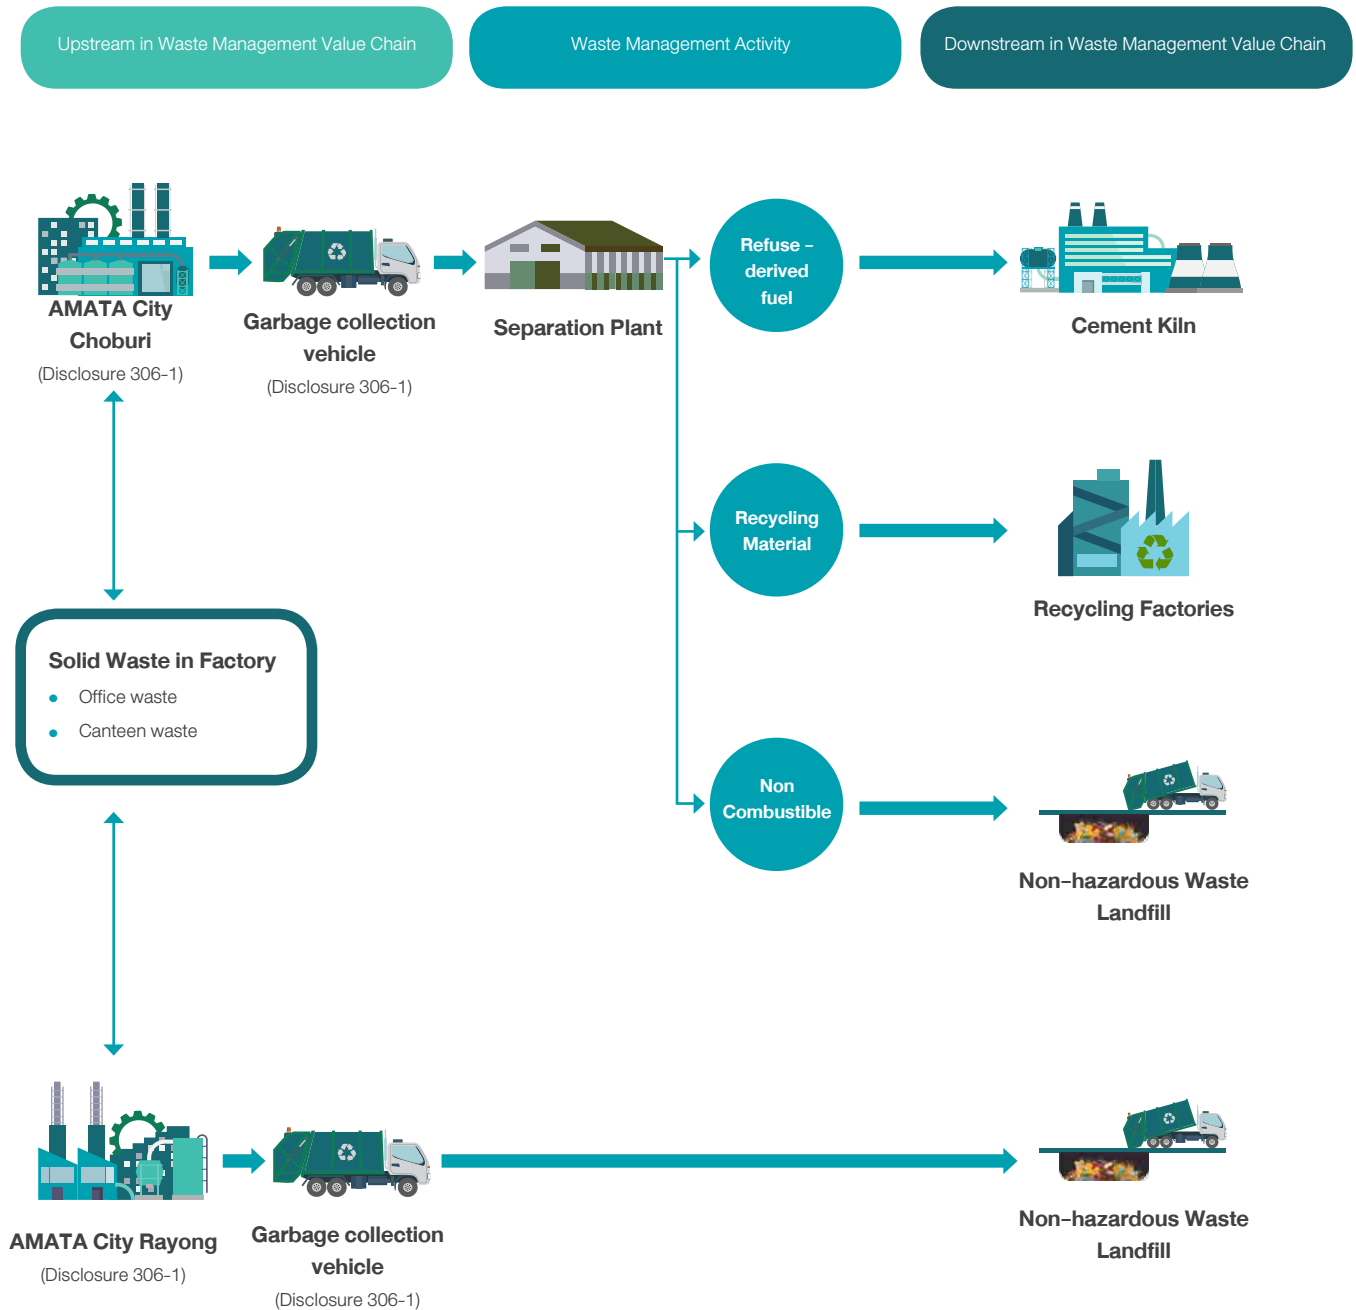 Upstream in Waste Management Value Chain
Waste Management Activity
Downstream in Waste Management Value Chain
AMATA City
Choburi
(Disclosure 306-1)
Garbage collection
vehicle
(Disclosure 306-1)
Separation Plant
Refuse -
derived
fuel
Cement Kiln
Recycling
Material
Recycling Factories
Solid Waste in Factory
• Office waste
• Canteen waste
Non
Combustible
Non-hazardous Waste
Landfill
AMATA City Rayong
(Disclosure 306-1)
Garbage collection
vehicle
(Disclosure 306-1)
Non-hazardous Waste
Landfill